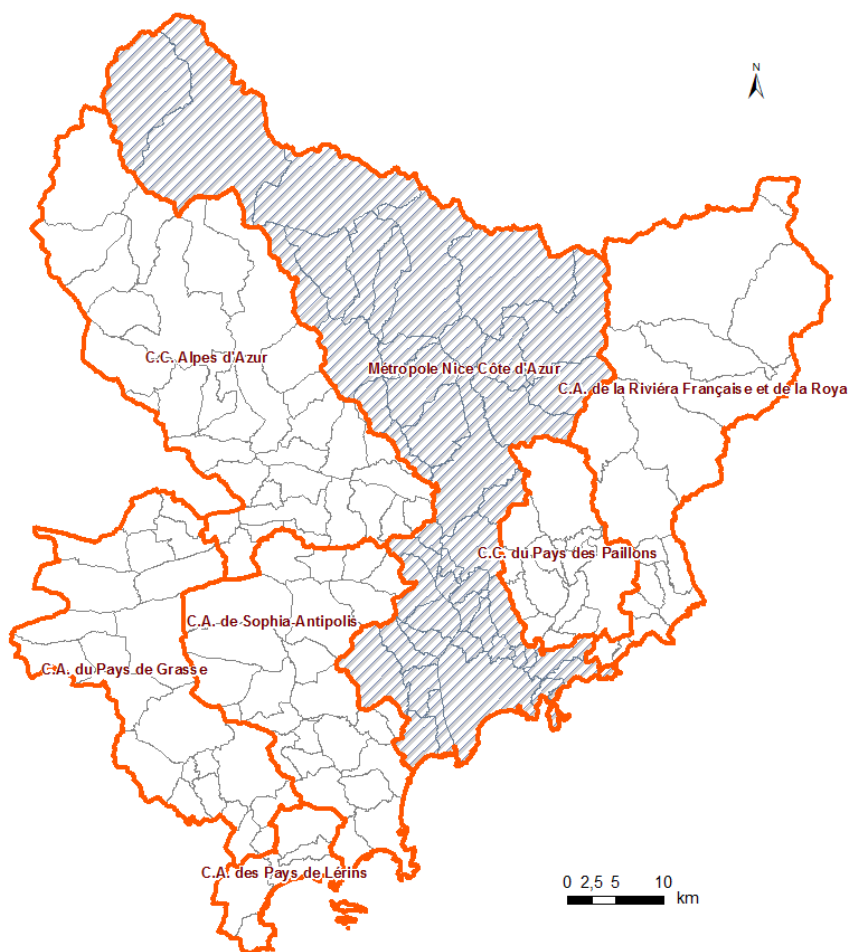 N
C.C. Alpes d'Azur
Métropole Nice Côte d'Azur
C.A. de la Riviéra Française et de la Roya
C.C. du Pays des Paillons
C.A. de Sophia-Antipolis
C.A. du Pays de Grasse
C.A. des Pays de Lérins
0 2,5 5 10
km